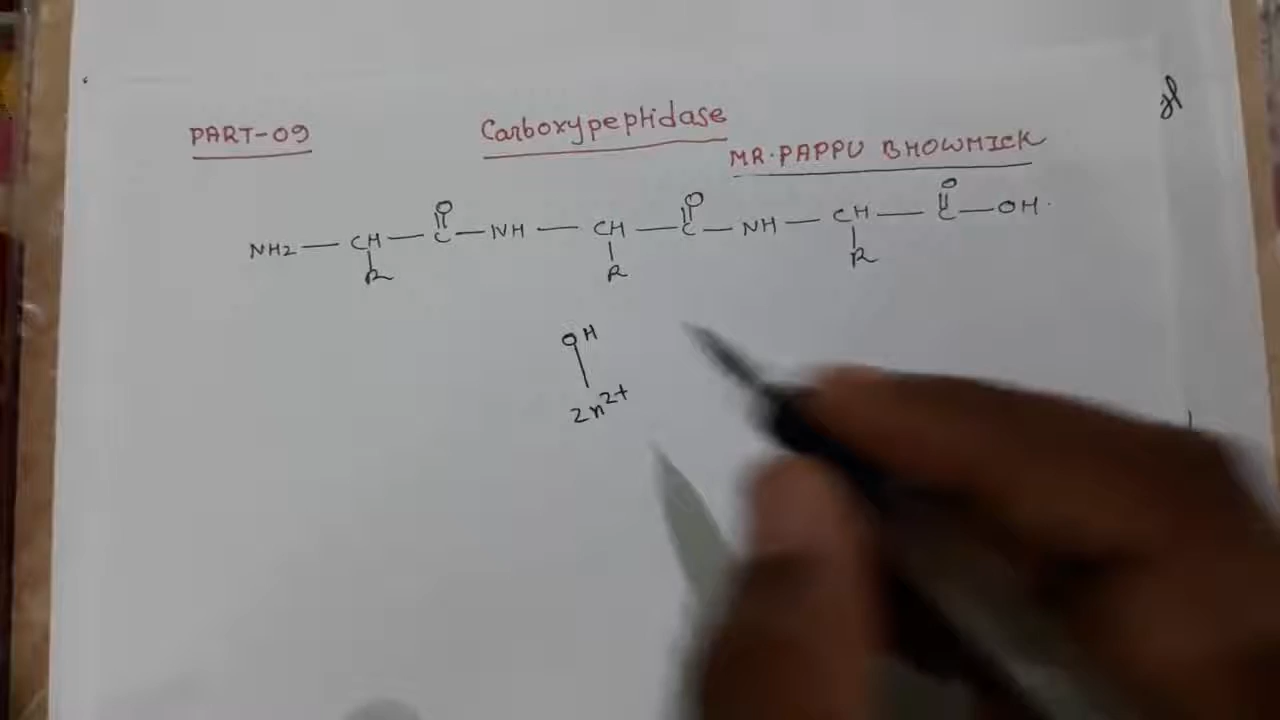 PART-09
Carboxypeptidase
MR. PAPPU BHOWMICK
O O O
NH2 — CH — C — NH — CH — C — NH — CH — C — OH.
R R R
OH
Zn2+